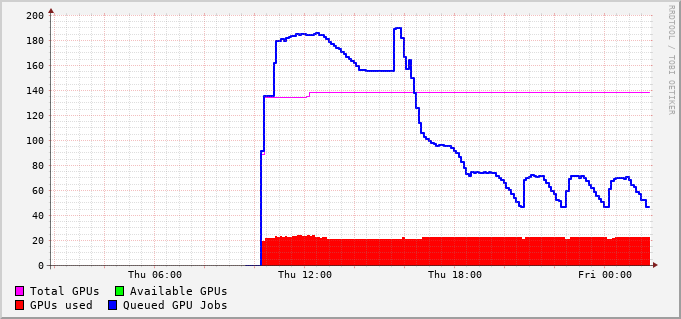 200
180
160
140
120
100
80
60
40
20
0
Thu 06:00 Thu 12:00 Thu 18:00 Fri 00:00
Total GPUs Available GPUs
GPUs used Queued GPU Jobs
RRDTOOL / TOBI OETIKER